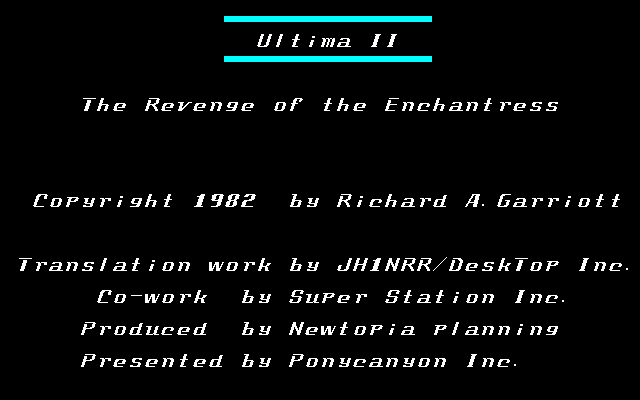 Ultima II
The Revenge of the Enchantress
Copyright 1982 by Richard A.Garriott
Translation work by JH1NRR/DeskTop Inc.
Co-work by Super Station Inc.
Produced by Newtopia planning
Presented by Ponycanyon Inc.